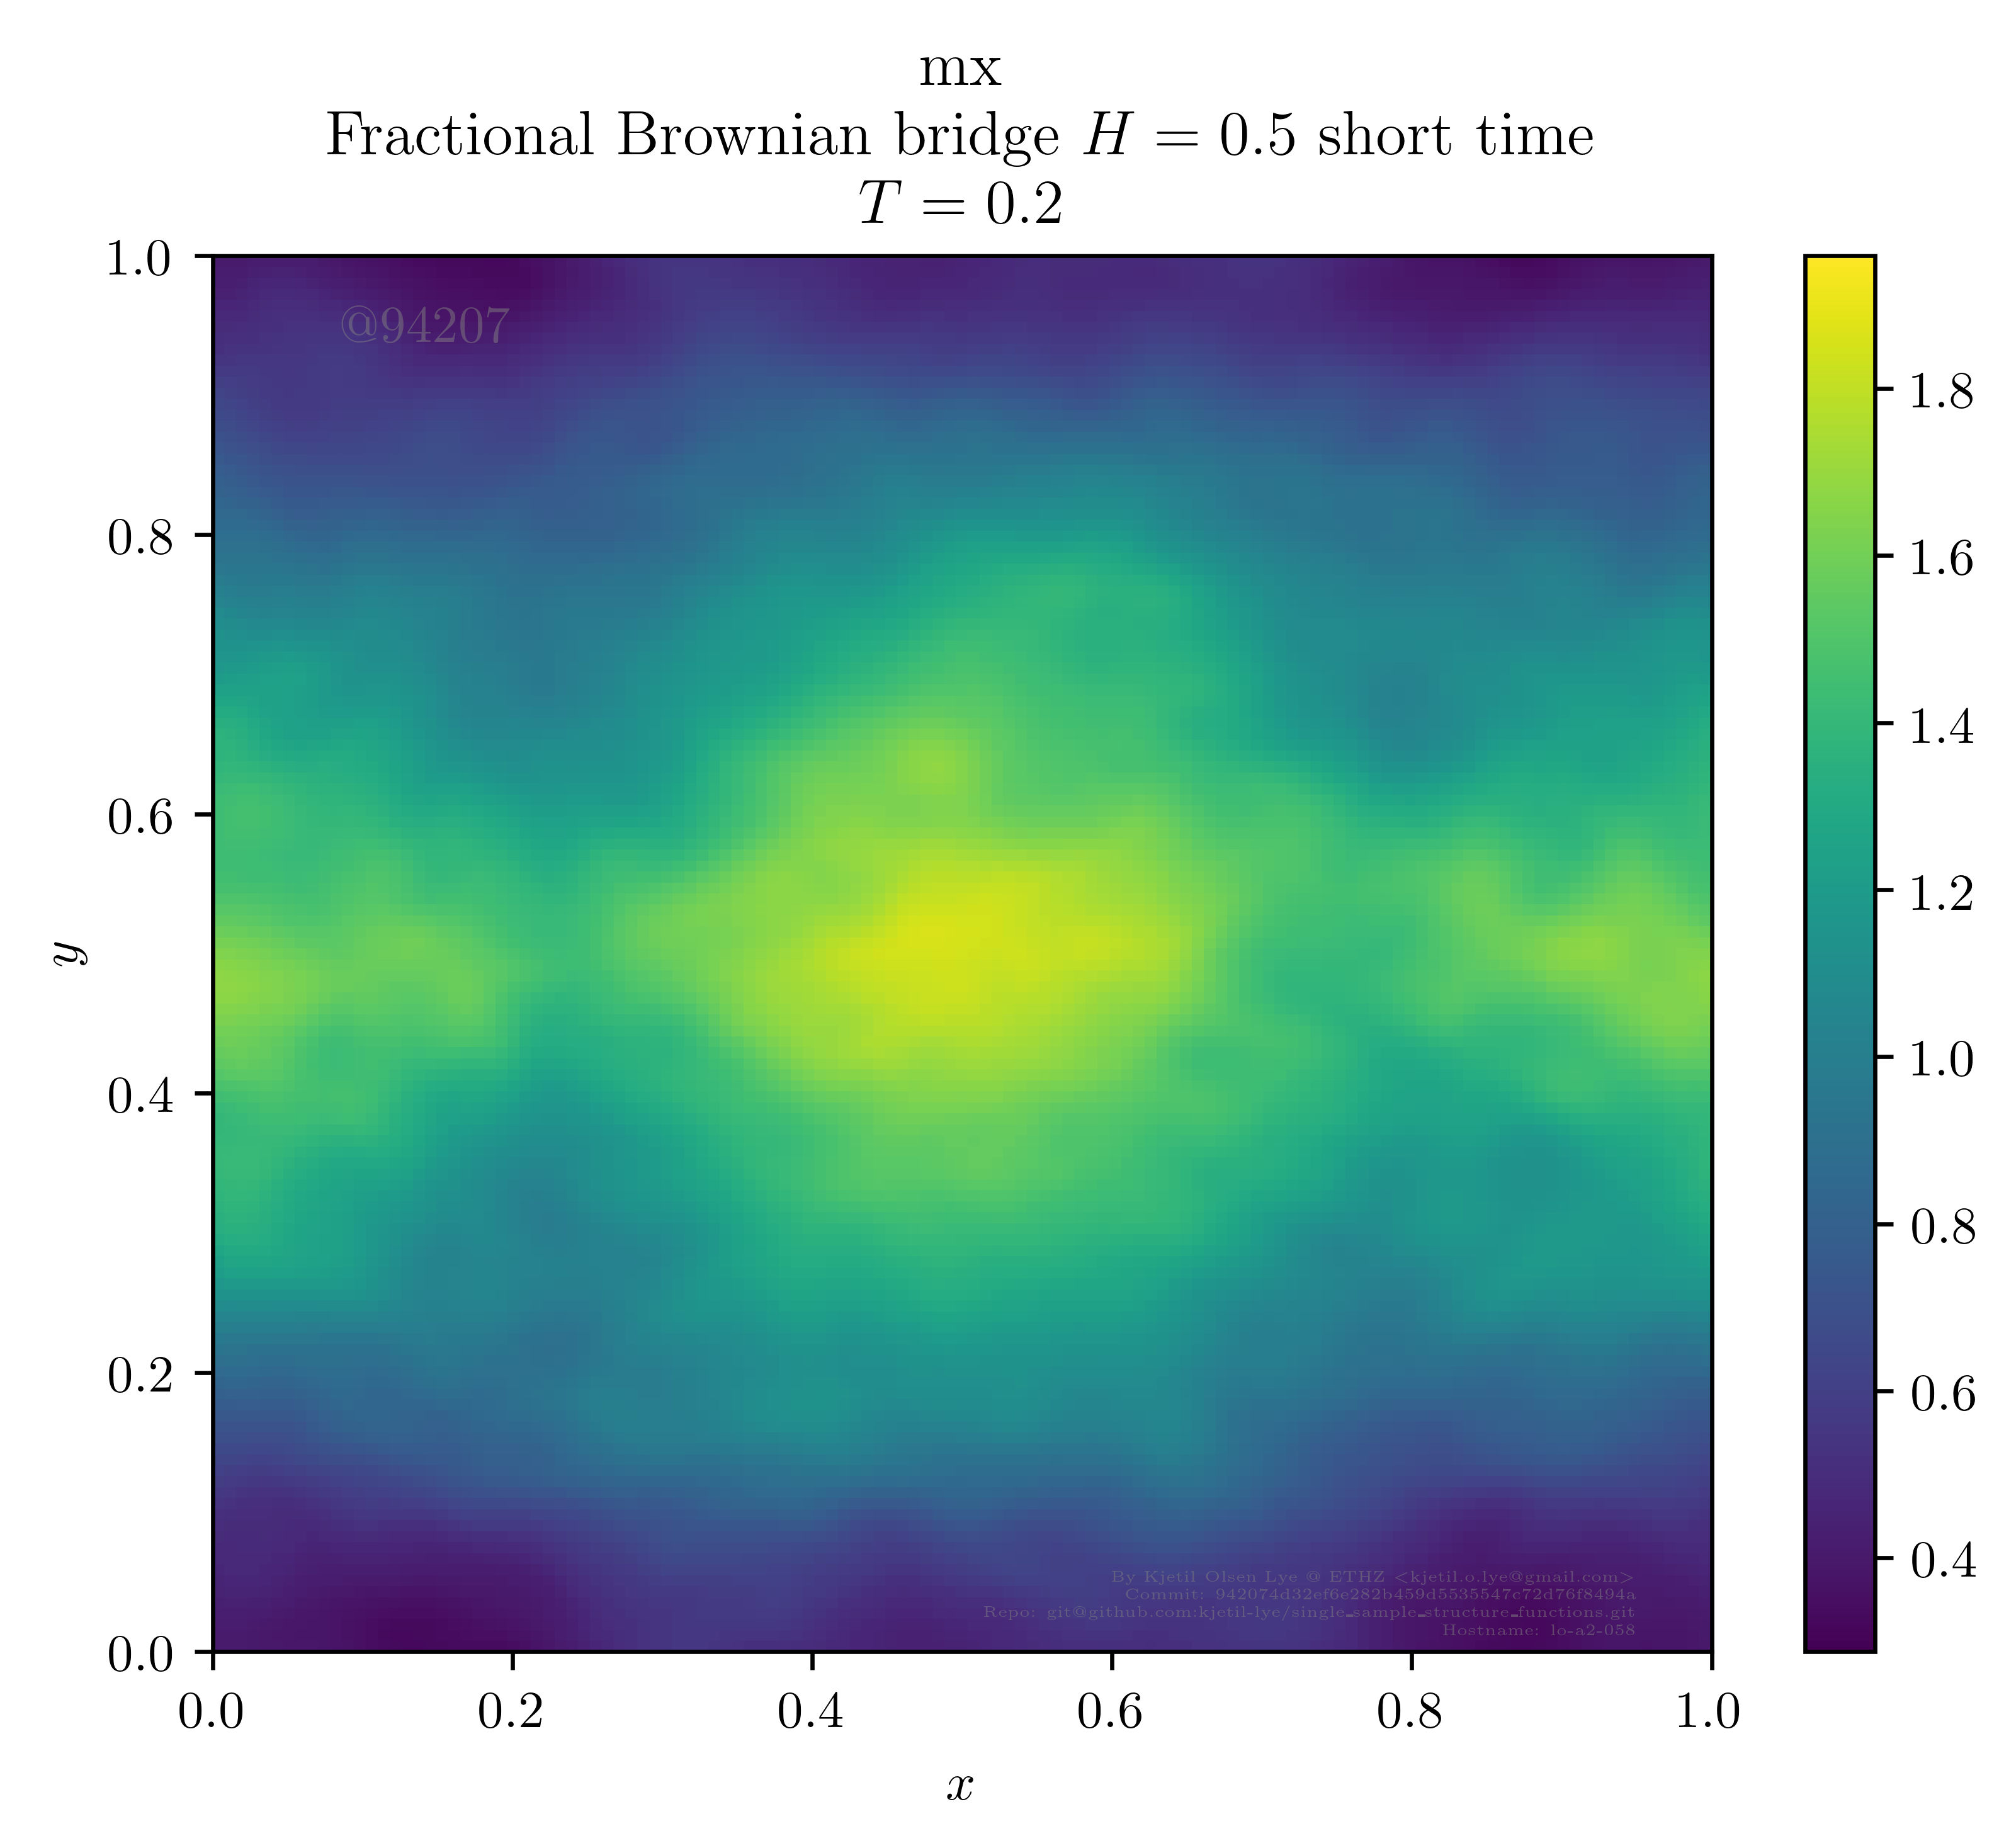 mx
Fractional Brownian bridge H = 0.5 short time
T = 0.2
1.0
0.8
0.6
0.4
0.2
0.0
y
0.0 0.2 0.4 0.6 0.8 1.0
x
1.8
1.6
1.4
1.2
1.0
0.8
0.6
0.4
@94207
By Kjetil Olsen Lye @ ETHZ <kjetil.o.lye@gmail.com>
Commit: 942074d32ef6e282b459d5535547c72d76f8494a
Repo: git@github.com:kjetil-lye/single_sample_structure_functions.git
Hostname: lo-a2-058